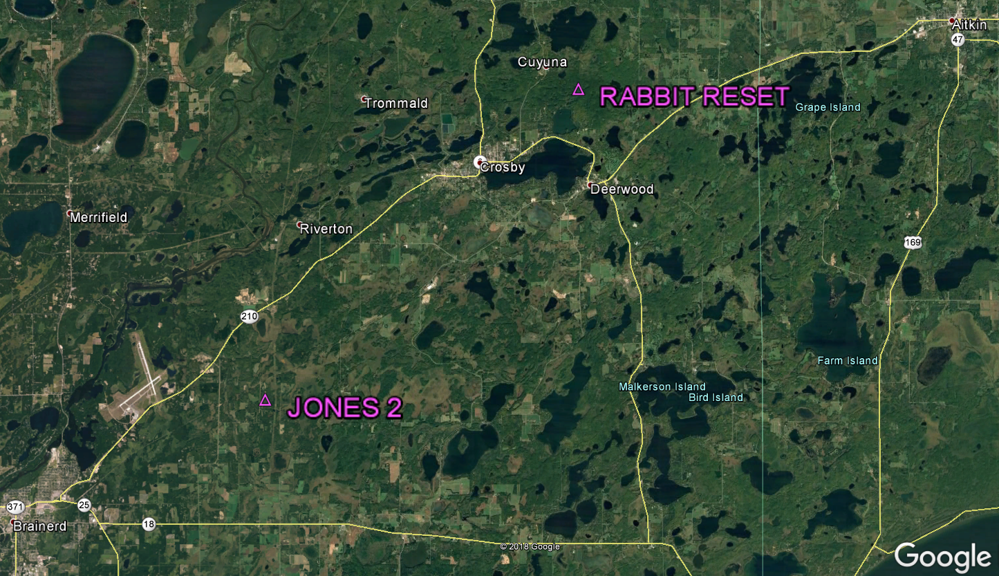 Aitkin
47
Cuyuna
RABBIT RESET
Trommald
Grape Island
Crosby
Deerwood
Merrifield
Riverton
169
210
Farm Island
Malkerson Island
Bird Island
JONES 2
371
25
18
Brainerd
© 2018 Google
Google